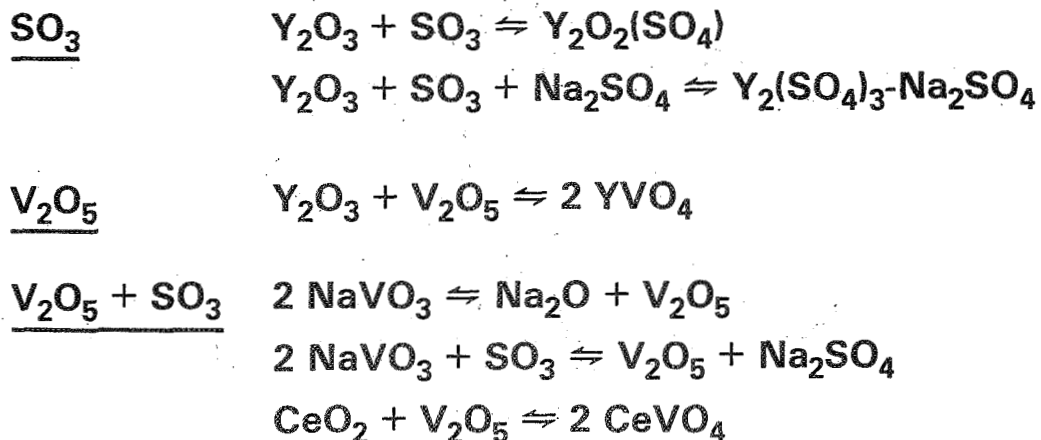 SO₃ Y₂O₃ + SO₃ ⇋ Y₂O₂(SO₄)
Y₂O₃ + SO₃ + Na₂SO₄ ⇋ Y₂(SO₄)₃-Na₂SO₄
V₂O₅ Y₂O₃ + V₂O₅ ⇋ 2 YVO₄
V₂O₅ + SO₃ 2 NaVO₃ ⇋ Na₂O + V₂O₅
2 NaVO₃ + SO₃ ⇋ V₂O₅ + Na₂SO₄
CeO₂ + V₂O₅ ⇋ 2 CeVO₄